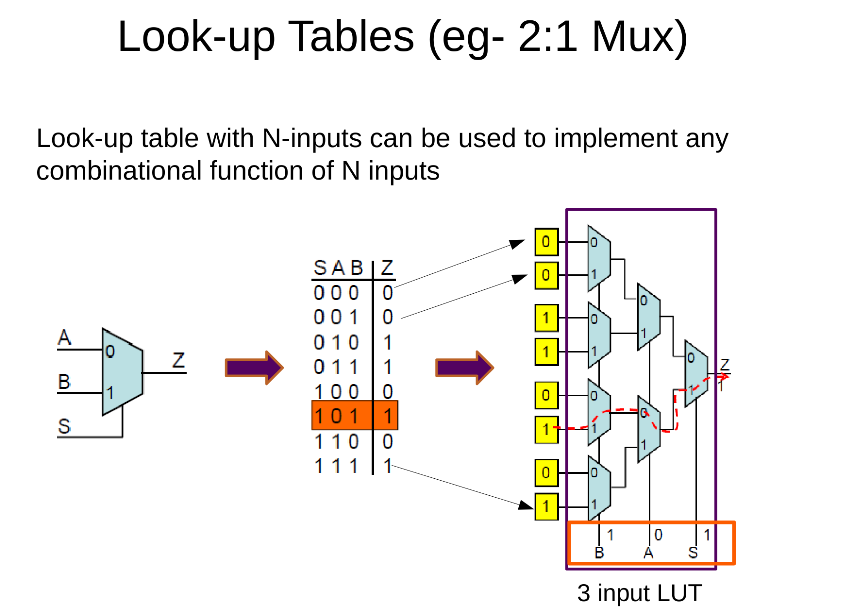 Look-up Tables (eg- 2:1 Mux)
Look-up table with N-inputs can be used to implement any
combinational function of N inputs
A
0
Z
B
1
S
S A B Z
0 0 0 0
0 0 1 0
0 1 0 1
0 1 1 1
1 0 0 0
1 0 1 1
1 1 0 0
1 1 1 1
0 0
0 1
1 0
1 1
0 0
1 1
0 0
1 1
0
1
0
1
0
1
Z
1
1 0 1
B A S
3 input LUT